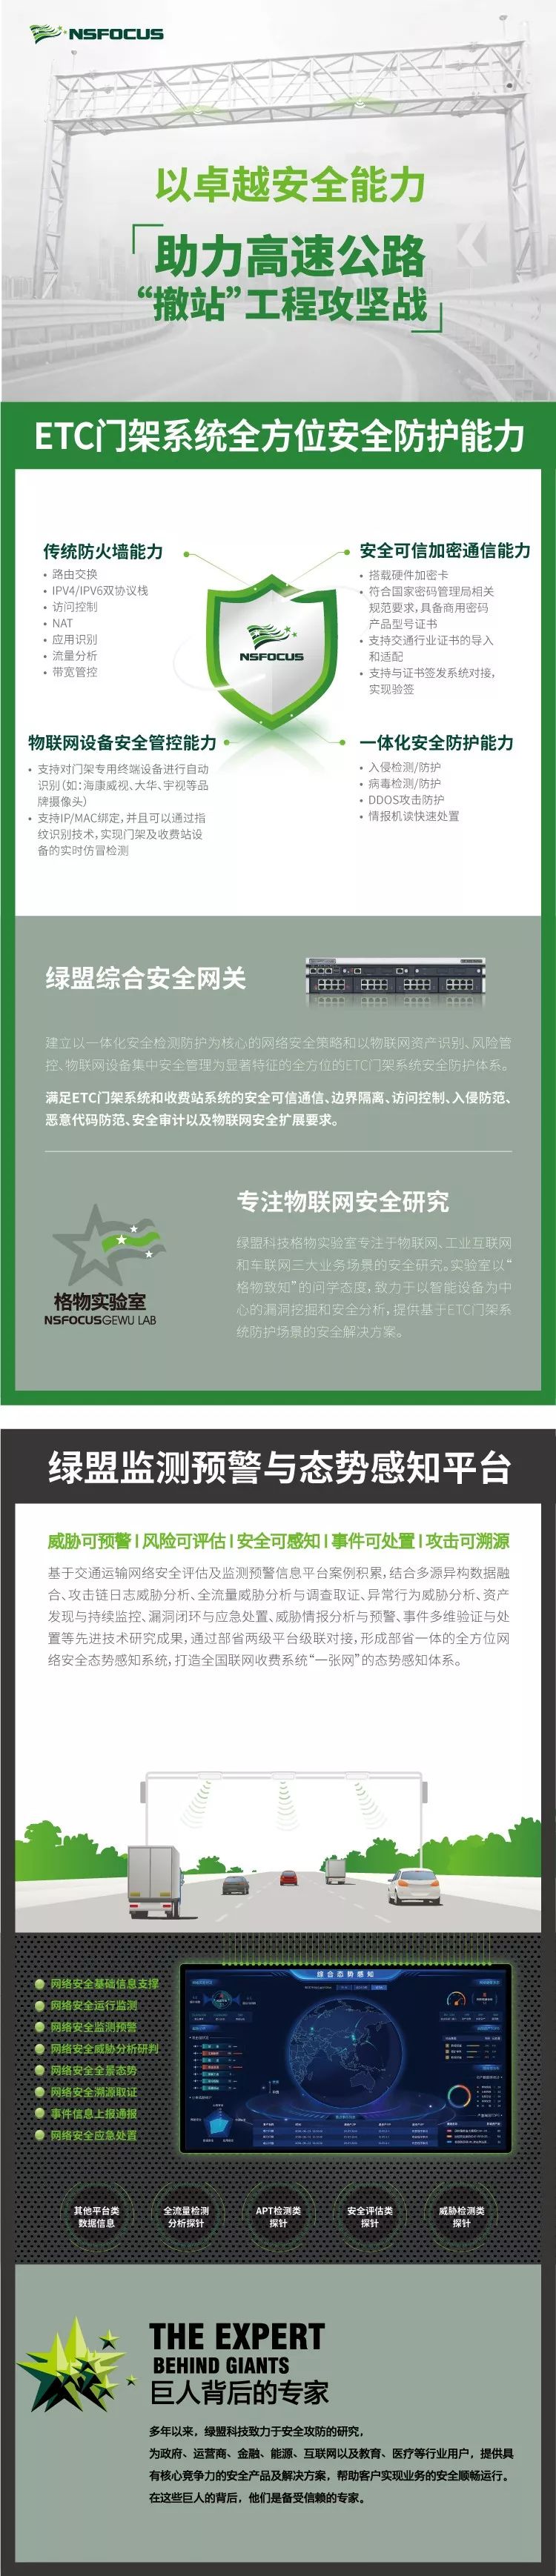 NSFOCUS
以卓越安全能力
助力高速公路
“撤站”工程攻坚战
ETC门架系统全方位安全防护能力
传统防火墙能力
• 路由交换
• IPV4/IPV6双协议栈
• 访问控制
• NAT
• 应用识别
• 流量分析
• 带宽管控
安全可信加密通信能力
• 搭载硬件加密卡
• 符合国家密码管理局相关
规范要求,具备商用密码
产品型号证书
• 支持交通行业证书的导入
和适配
• 支持与证书签发系统对接,
实现验签
NSFOCUS
物联网设备安全管控能力
• 支持对门架专用终端设备进行自动
识别(如:海康威视、大华、宇视等品
牌摄像头)
• 支持IP/MAC绑定,并且可以通过指
纹识别技术,实现门架及收费站设
备的实时仿冒检测
一体化安全防护能力
• 入侵检测/防护
• 病毒检测/防护
• DDOS攻击防护
• 情报机读快速处置
绿盟综合安全网关
建立以一体化安全检测防护为核心的网络安全策略和以物联网资产识别、风险管
控、物联网设备集中安全管理为显著特征的全方位的ETC门架系统安全防护体系。
满足ETC门架系统和收费站系统的安全可信通信、边界隔离、访问控制、入侵防范、
恶意代码防范、安全审计以及物联网安全扩展要求。
格物实验室
NSFOCUSGEWU LAB
专注物联网安全研究
绿盟科技格物实验室专注于物联网、工业互联网
和车联网三大业务场景的安全研究。实验室以“
格物致知”的问学态度,致力于以智能设备为中
心的漏洞挖掘和安全分析,提供基于ETC门架系
统防护场景的安全解决方案。
绿盟监测预警与态势感知平台
威胁可预警 | 风险可评估 | 安全可感知 | 事件可处置 | 攻击可溯源
基于交通运输网络安全评估及监测预警信息平台案例积累,结合多源异构数据融
合、攻击链日志威胁分析、全流量威胁分析与调查取证、异常行为威胁分析、资产
发现与持续监控、漏洞闭环与应急处置、威胁情报分析与预警、事件多维验证与处
置等先进技术研究成果,通过部省两级平台级联对接,形成部省一体的全方位网
络安全态势感知系统,打造全国联网收费系统“一张网”的态势感知体系。
网络安全基础信息支撑
网络安全运行监测
网络安全监测预警
网络安全威胁分析研判
网络安全全景态势
网络安全溯源取证
事件信息上报通报
网络安全应急处置
综合态势感知
其他平台类
数据信息
全流量检测
分析探针
APT检测类
探针
安全评估类
探针
威胁检测类
探针
THE EXPERT
BEHIND GIANTS
巨人背后的专家
多年以来，绿盟科技致力于安全攻防的研究，
为政府、运营商、金融、能源、互联网以及教育、医疗等行业用户，提供具
有核心竞争力的安全产品及解决方案，帮助客户实现业务的安全顺畅运行。
在这些巨人的背后，他们是备受信赖的专家。